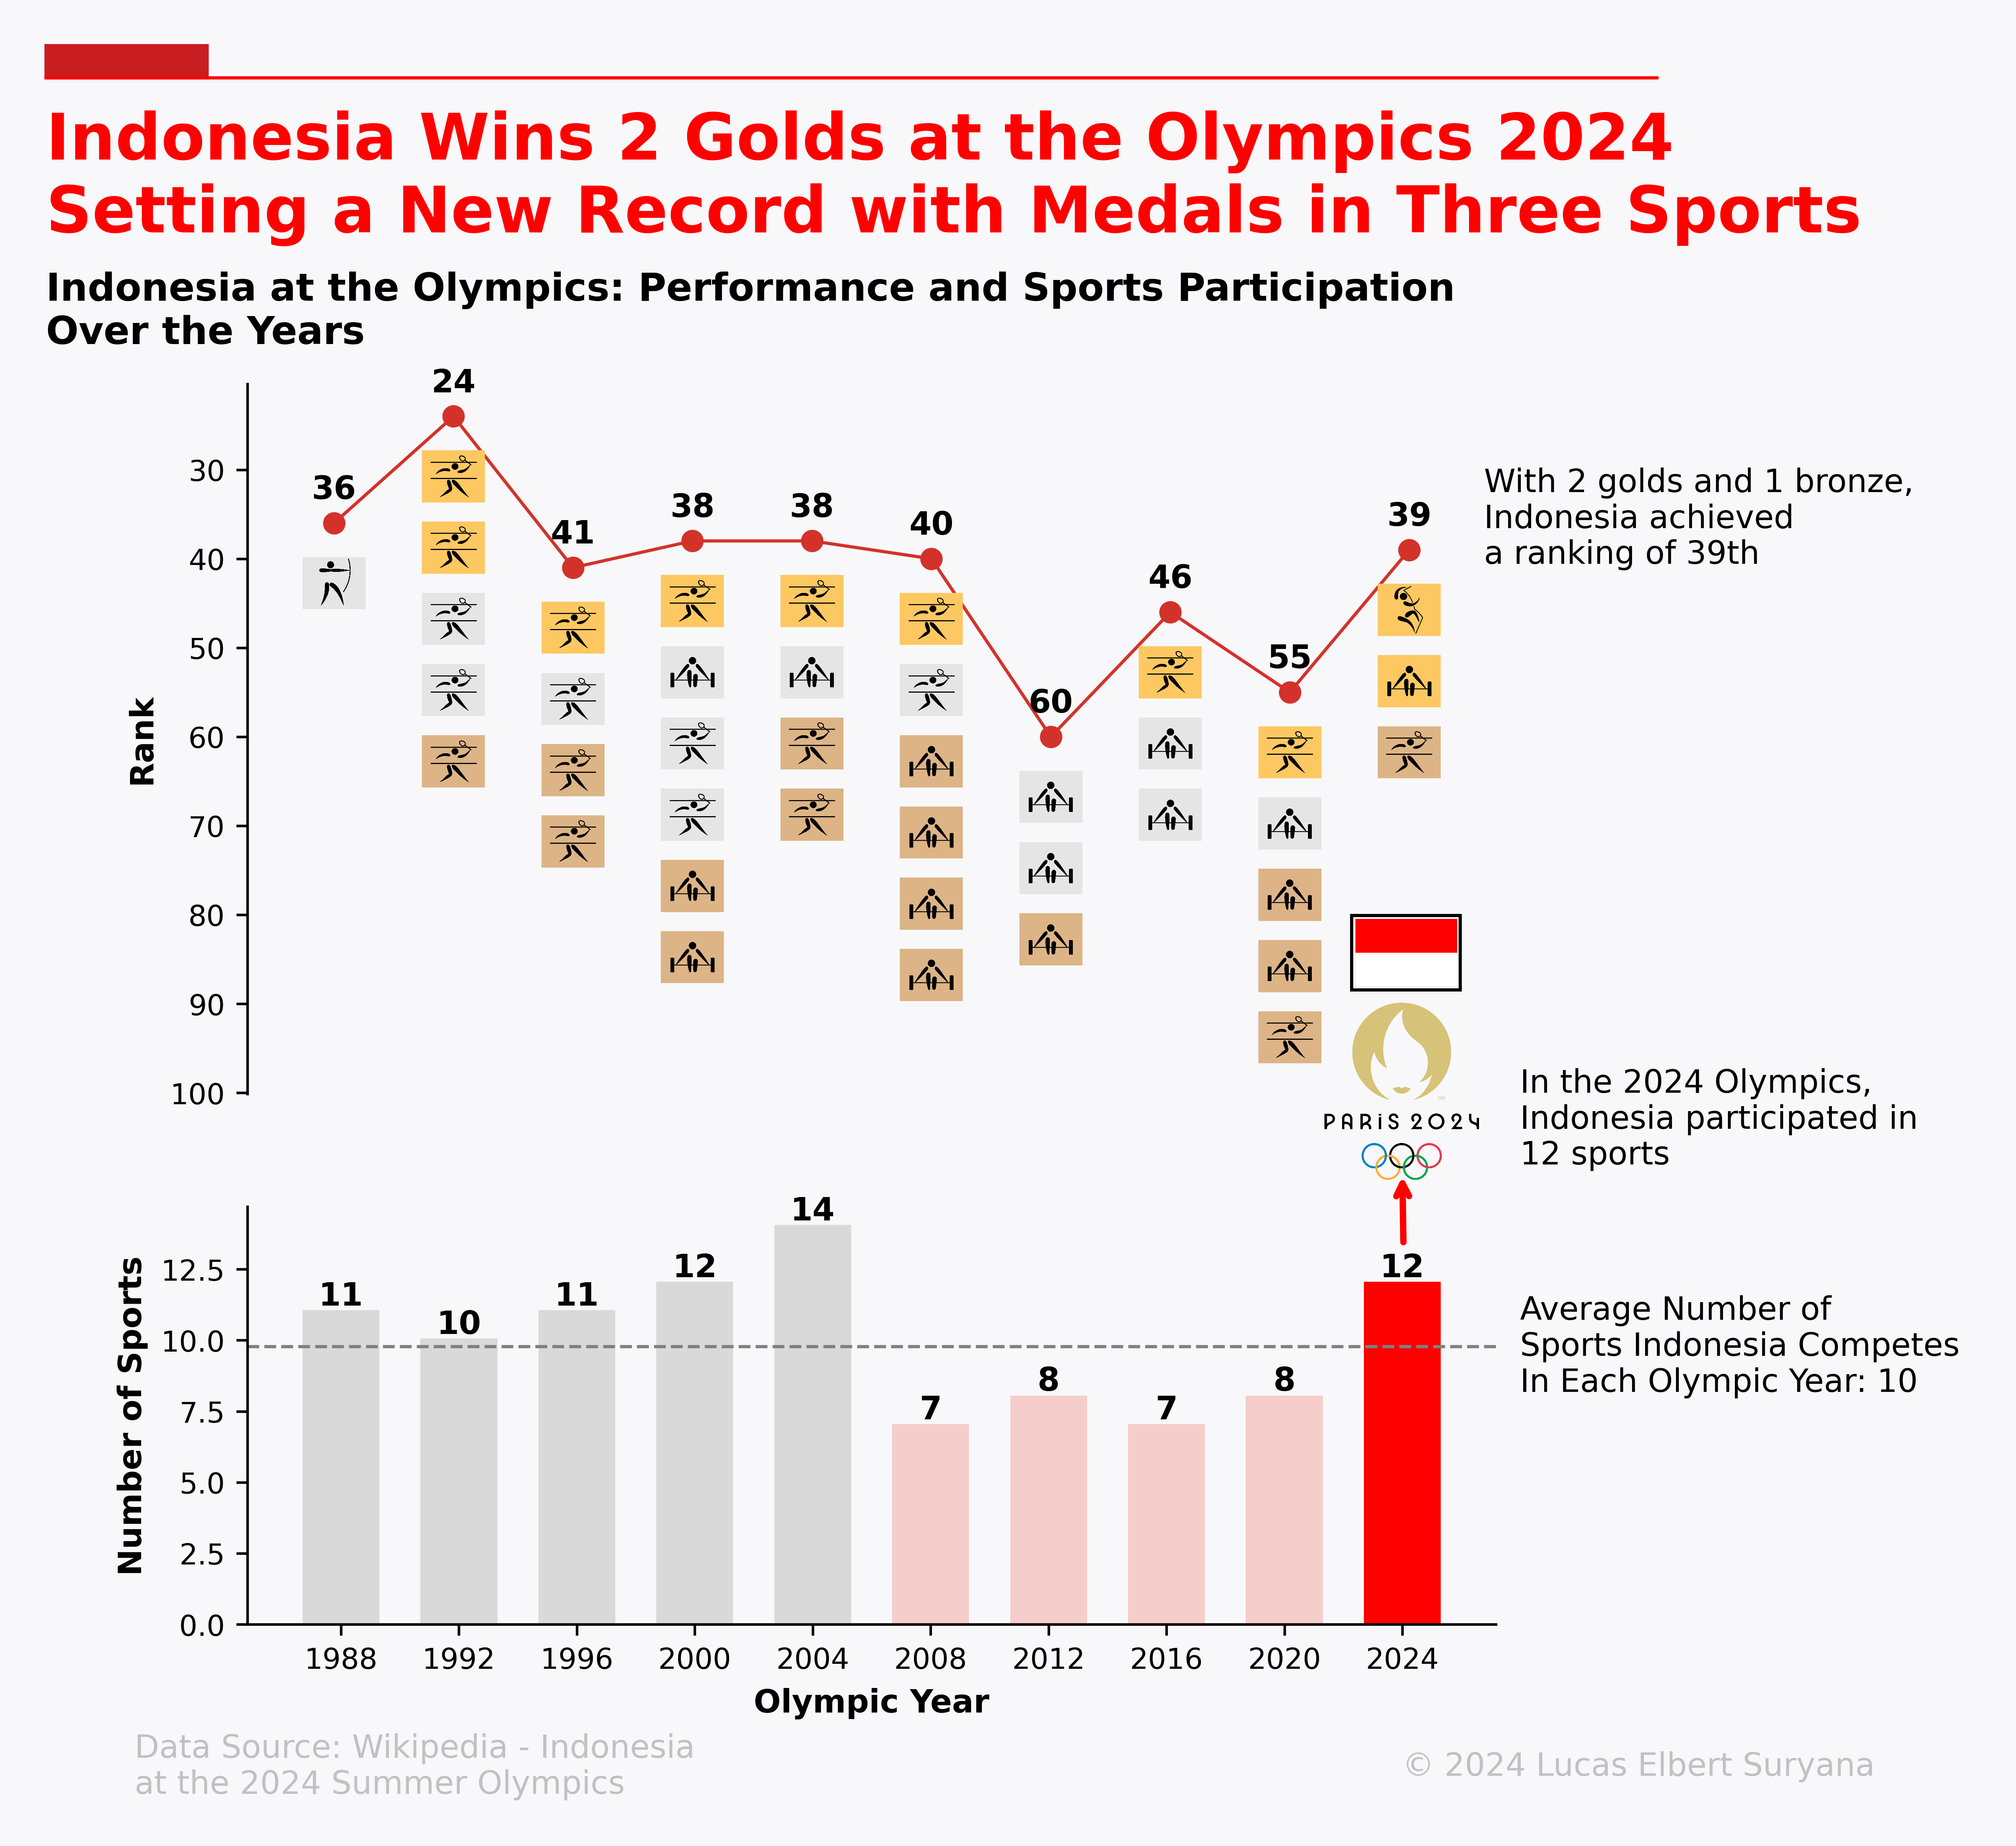 Indonesia Wins 2 Golds at the Olympics 2024
Setting a New Record with Medals in Three Sports
Indonesia at the Olympics: Performance and Sports Participation
Over the Years
Rank
30
40
50
60
70
80
90
100
36
24
41
38
38
40
60
46
55
39
With 2 golds and 1 bronze,
Indonesia achieved
a ranking of 39th
PARIS 2024
In the 2024 Olympics,
Indonesia participated in
12 sports
Number of Sports
12.5
10.0
7.5
5.0
2.5
0.0
11
10
11
12
14
7
8
7
8
12
Average Number of
Sports Indonesia Competes
In Each Olympic Year: 10
1988 1992 1996 2000 2004 2008 2012 2016 2020 2024
Olympic Year
Data Source: Wikipedia - Indonesia
at the 2024 Summer Olympics
© 2024 Lucas Elbert Suryana